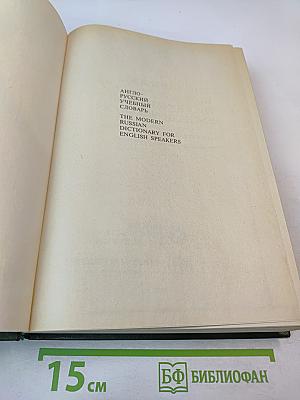 АНГЛО-
РУССКИЙ
УЧЕБНЫЙ
СЛОВАРЬ
THE MODERN
RUSSIAN
DICTIONARY FOR
ENGLISH SPEAKERS
15 см
БФ БИБЛИОФАН